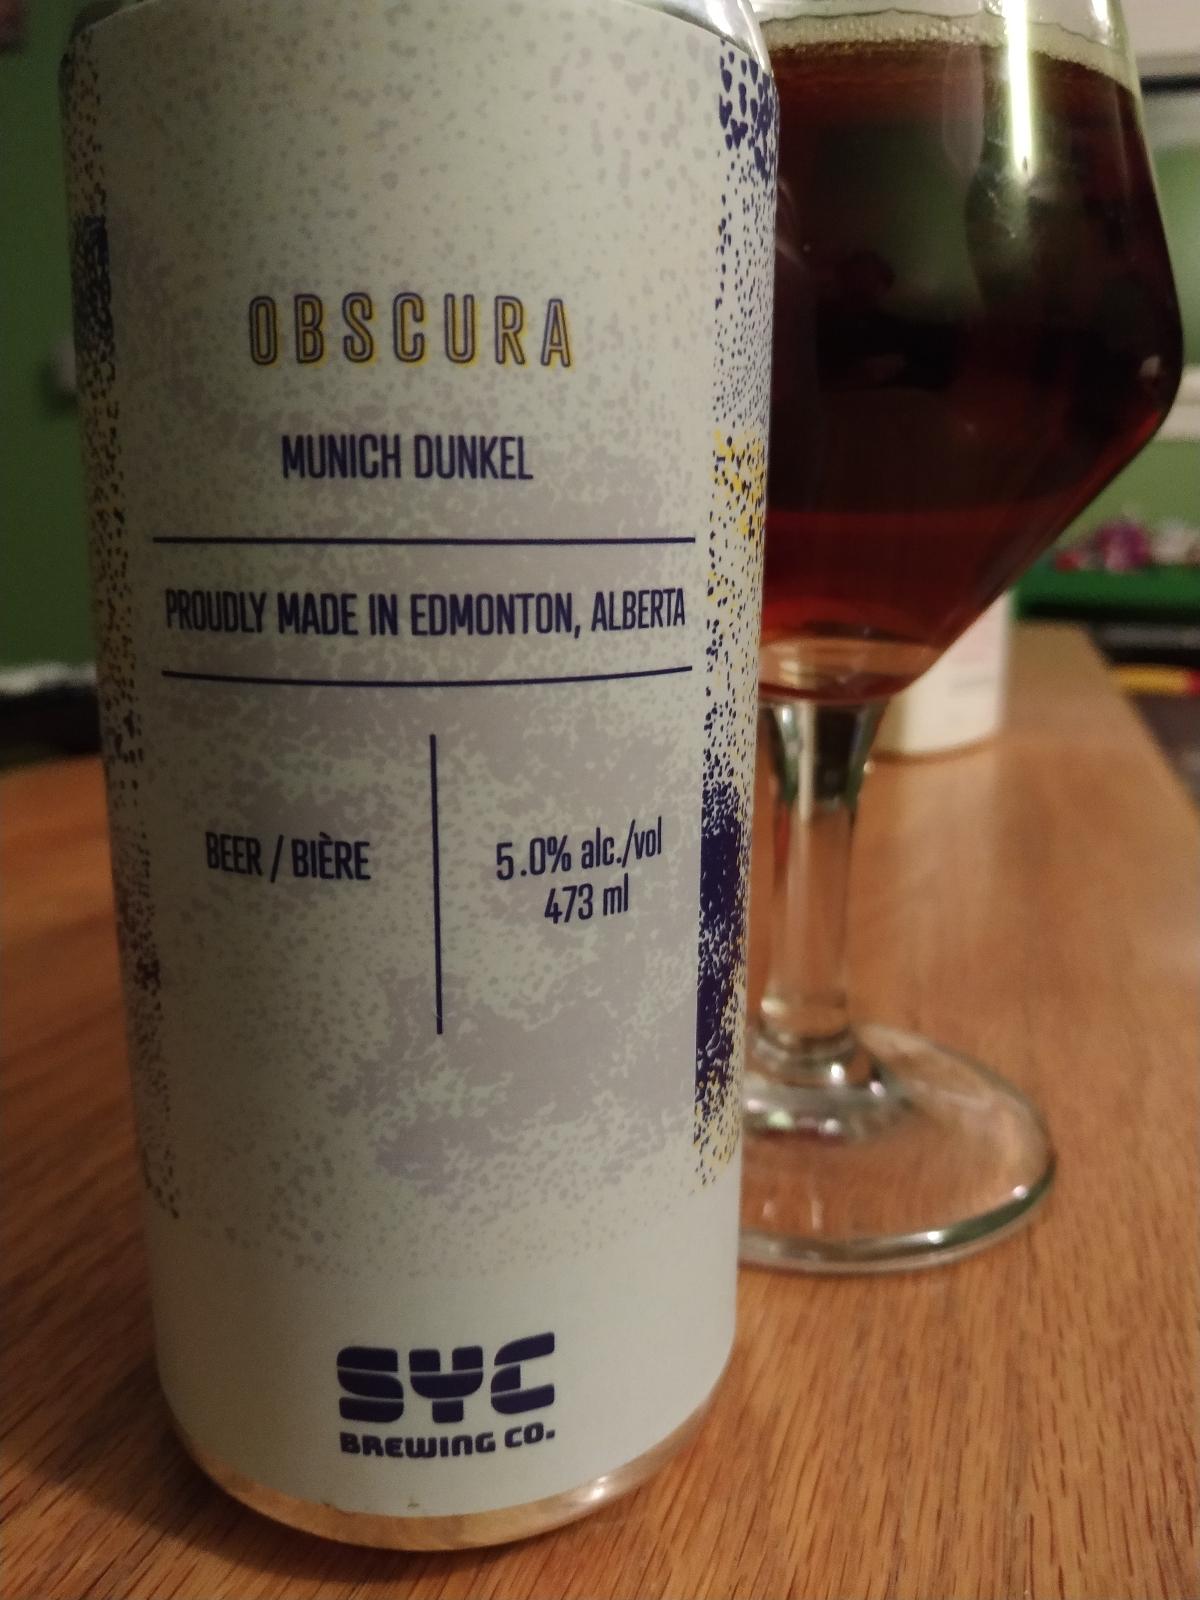 OBSCURA
MUNICH DUNKEL
PROUDLY MADE IN EDMONTON, ALBERTA
BEER / BIÈRE
5.0% alc./vol
473 ml
SYC
BREWING CO.